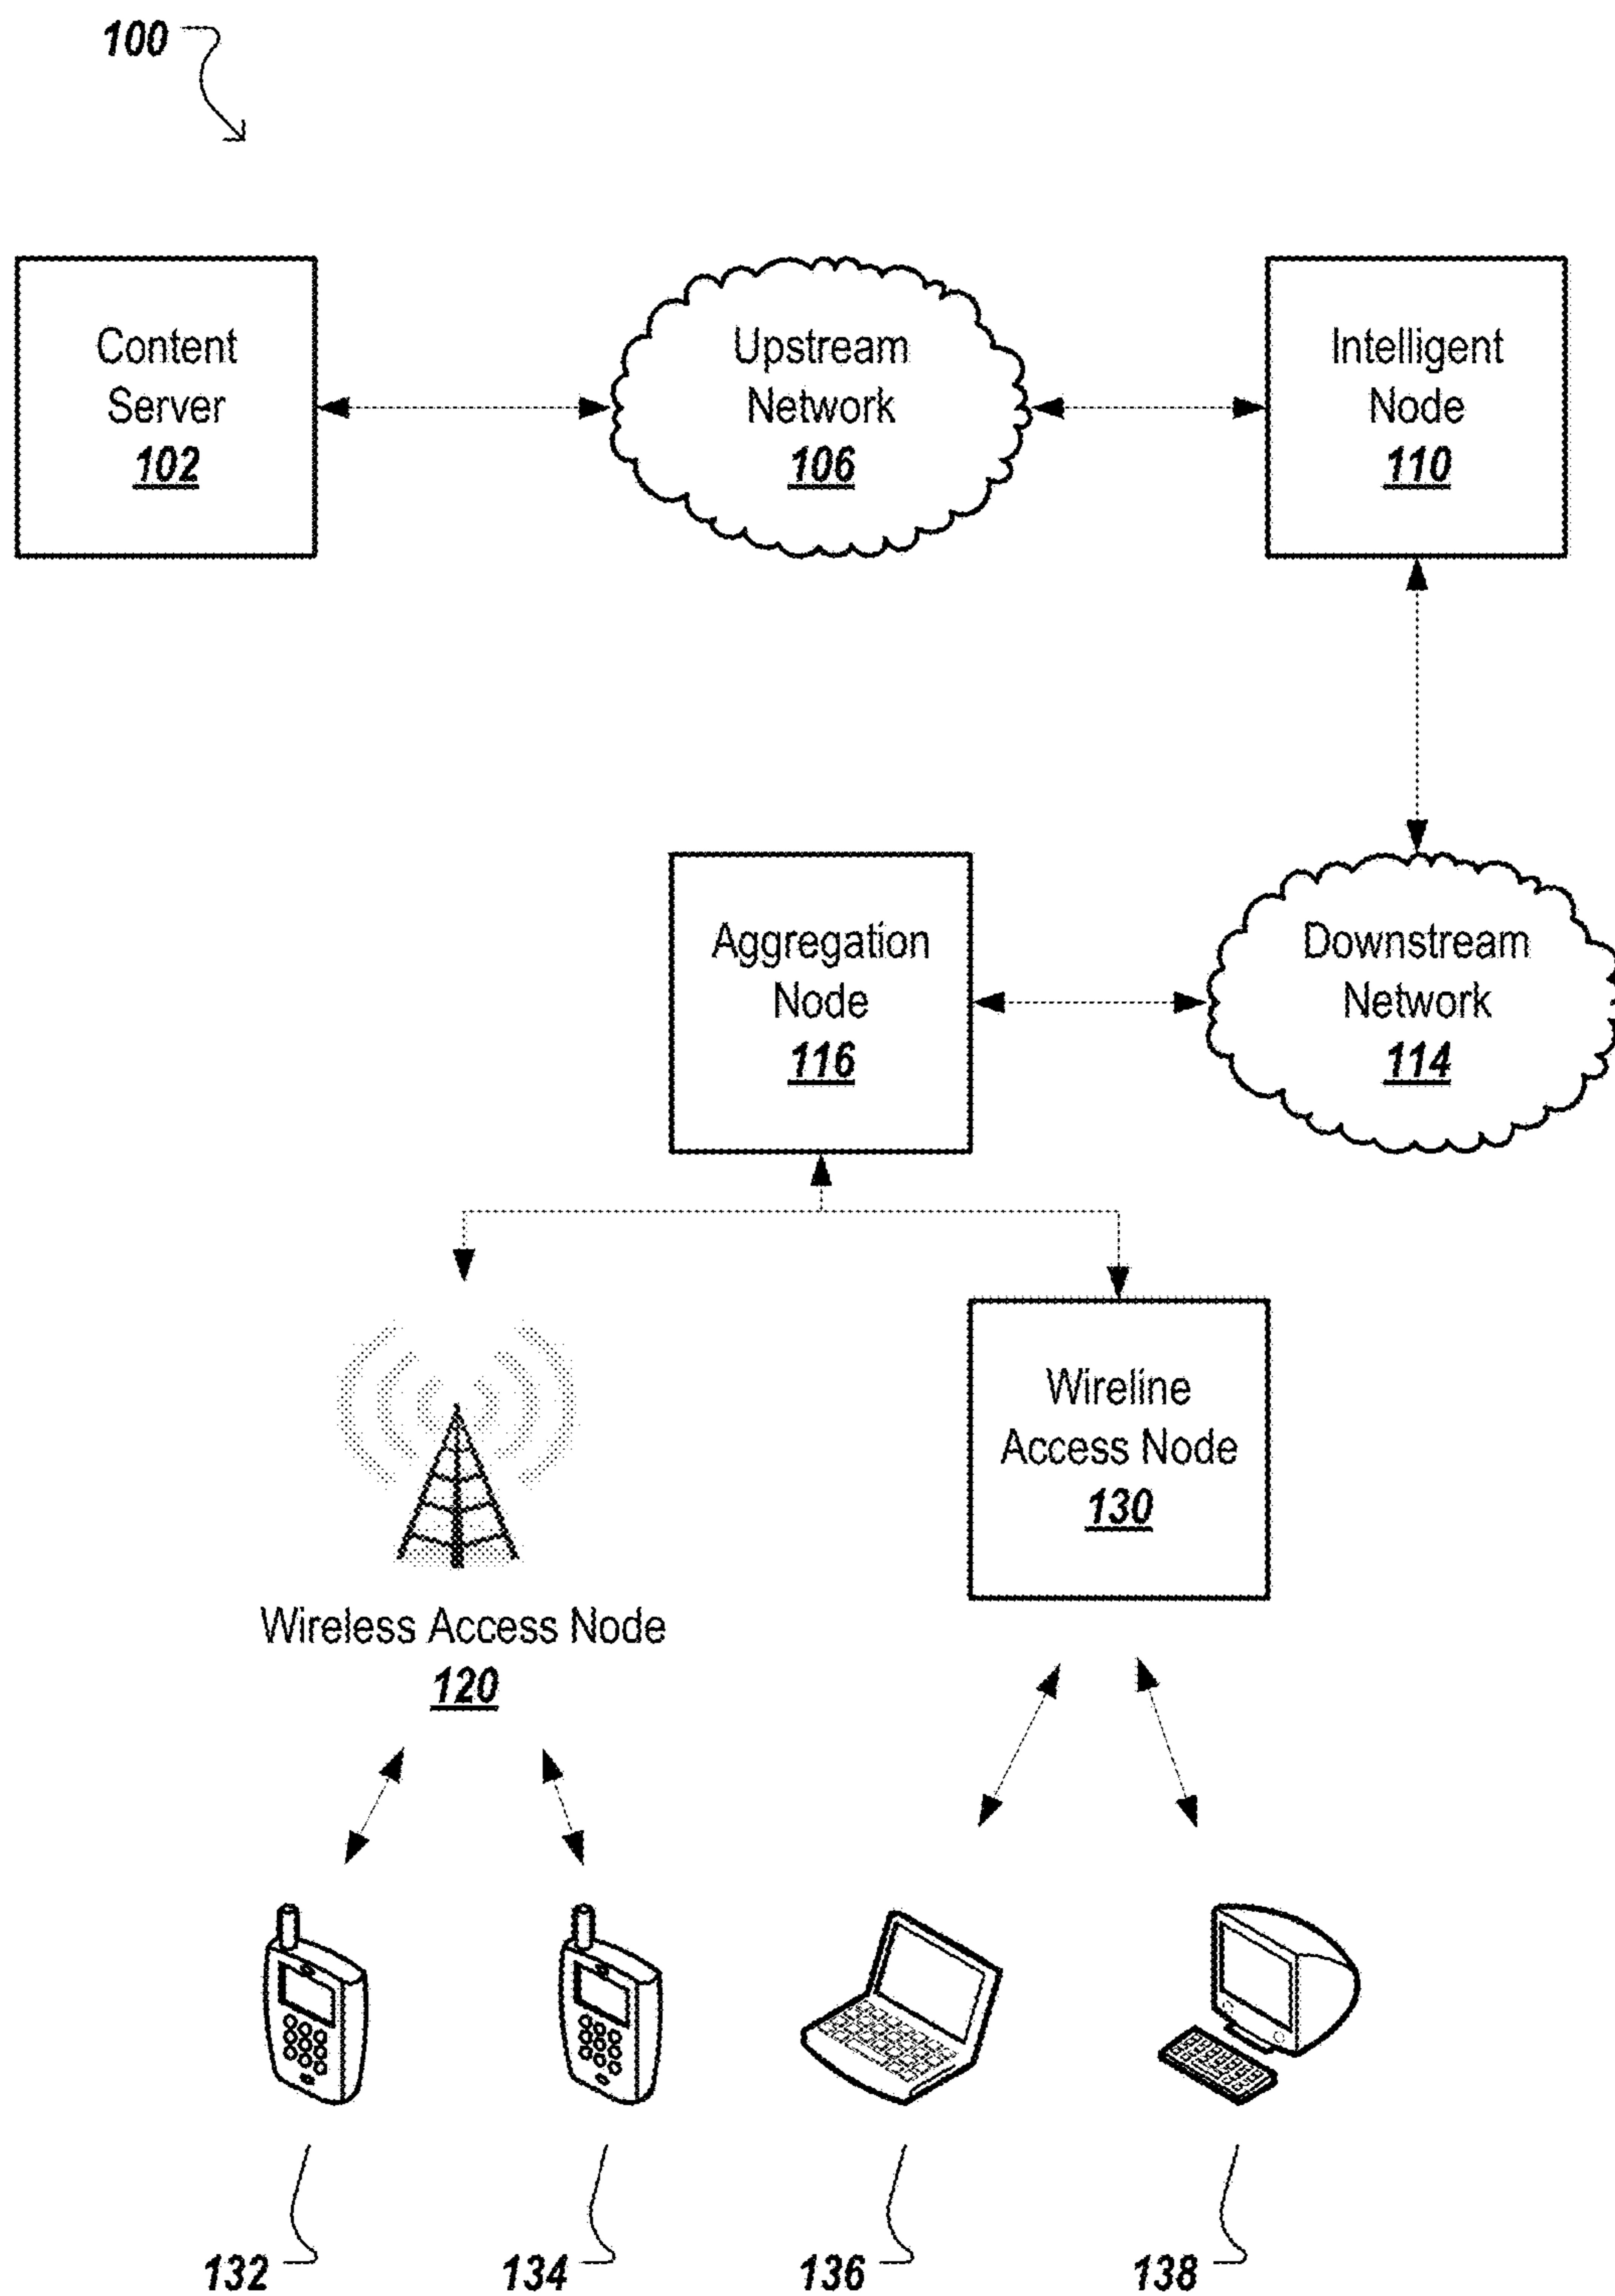 100
Content
Server
102
Upstream
Network
106
Intelligent
Node
110
Aggregation
Node
116
Downstream
Network
114
Wireless Access Node
120
Wireline
Access Node
130
132
134
136
138